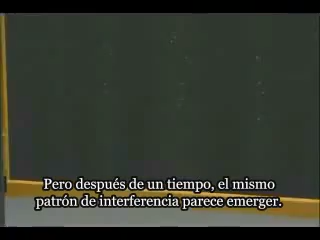 Pero después de un tiempo, el mismo
patrón de interferencia parece emerger.